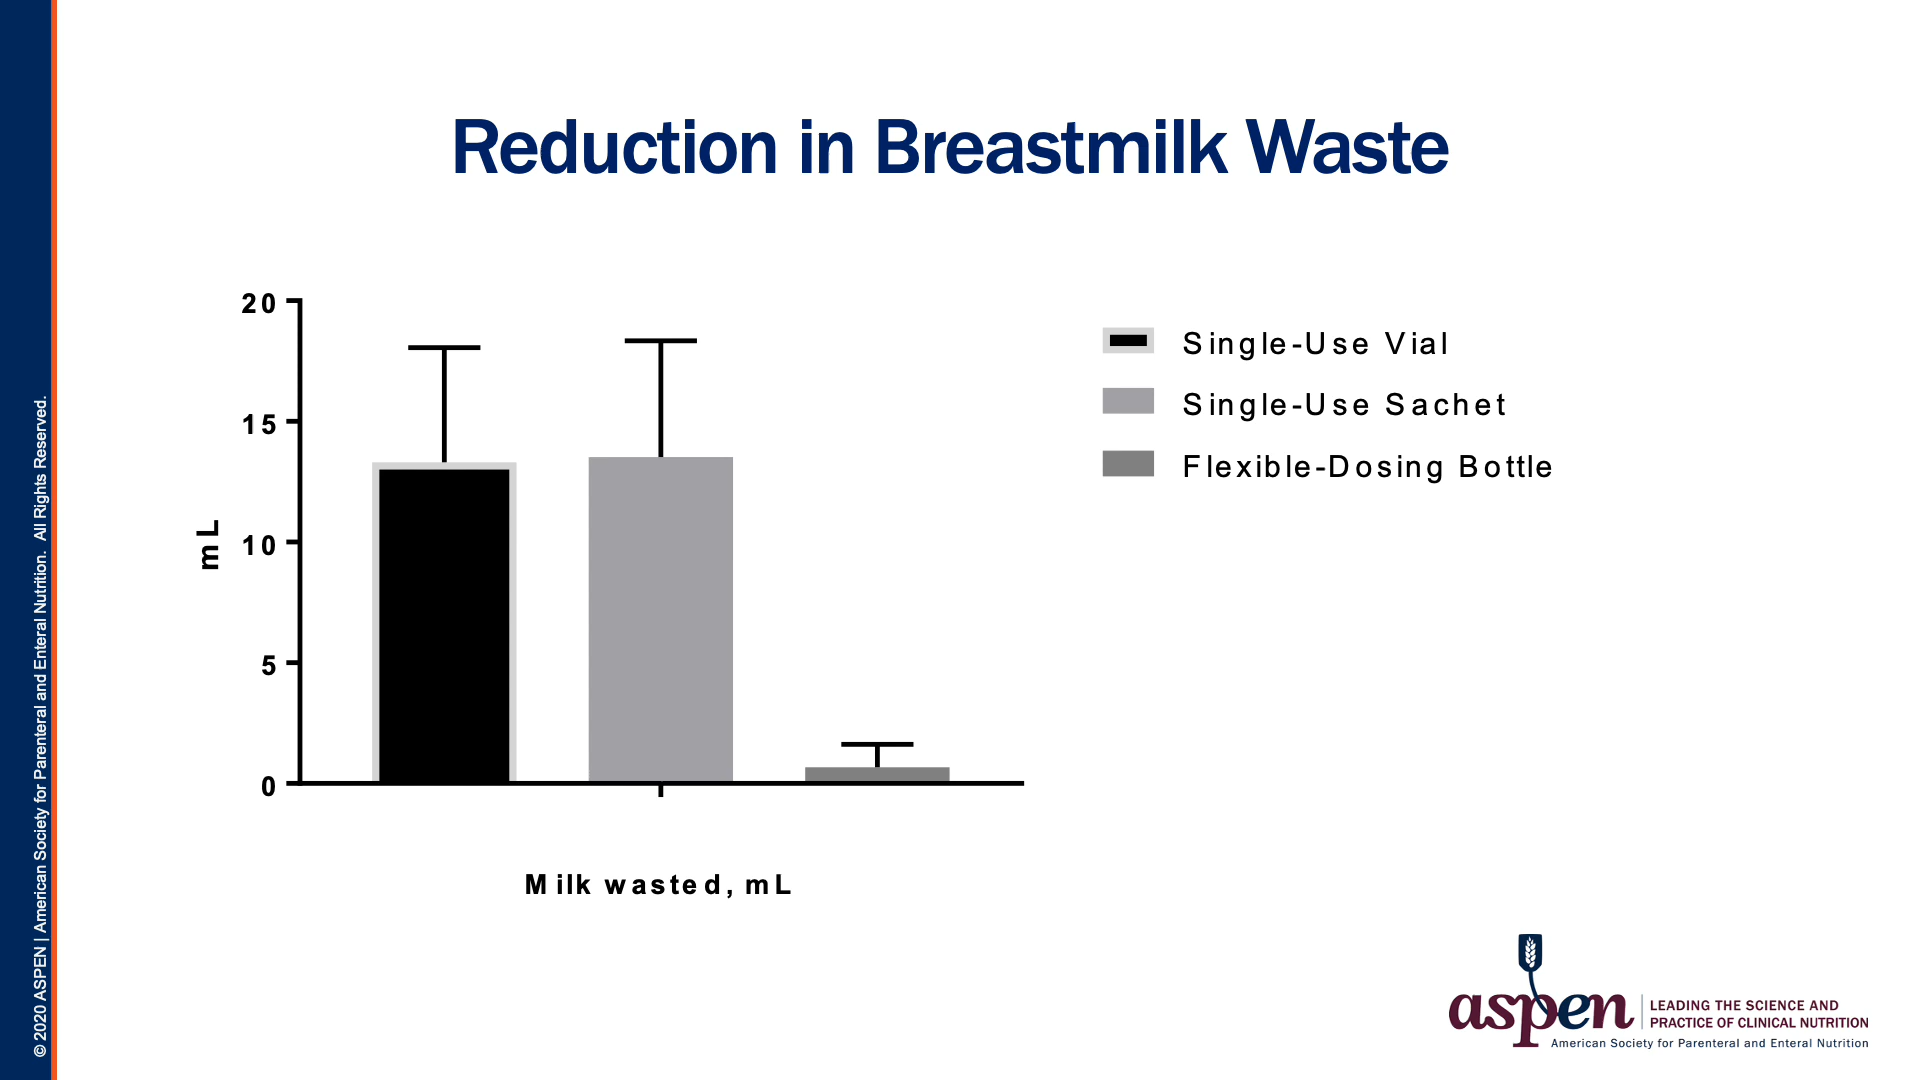 Reduction in Breastmilk Waste
20
15
10
5
0
mL
Milk wasted, mL
Single-Use Vial
Single-Use Sachet
Flexible-Dosing Bottle
© 2020 ASPEN | American Society for Parenteral and Enteral Nutrition. All Rights Reserved.
aspen
LEADING THE SCIENCE AND
PRACTICE OF CLINICAL NUTRITION
American Society for Parenteral and Enteral Nutrition